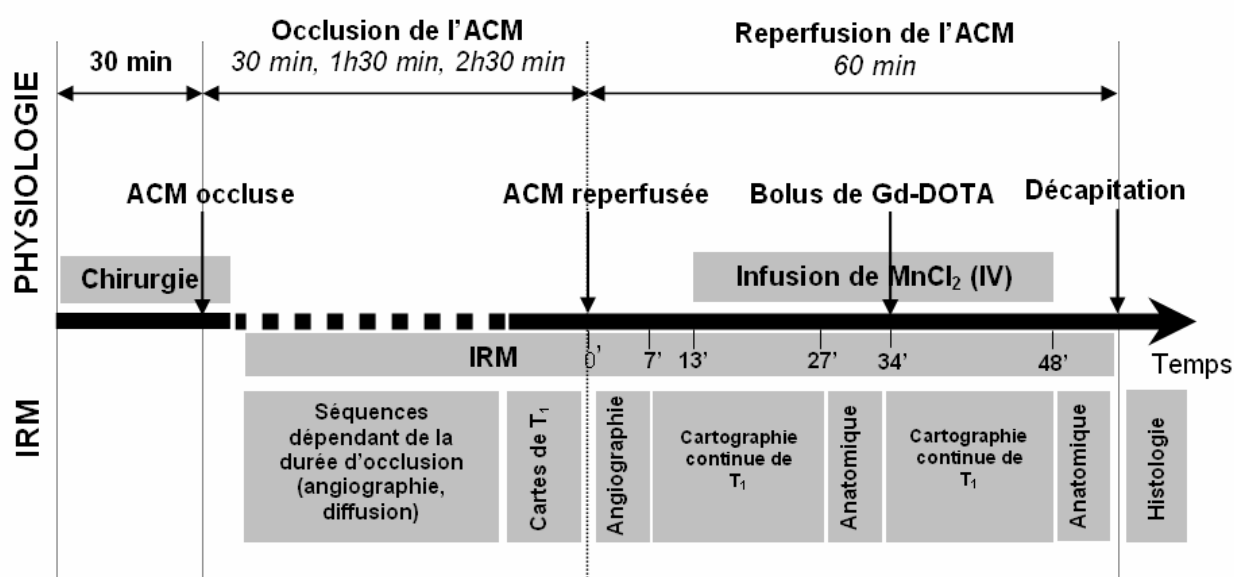 Occlusion de l’ACM
Reperfusion de l’ACM
30 min
30 min, 1h30 min, 2h30 min
60 min
PHYSIOLOGIE
ACM occluse
ACM reperfusée
Bolus de Gd-DOTA
Décapitation
Chirurgie
Infusion de MnCl₂ (IV)
IRM
0’
7’
13’
27’
34’
48’
Temps
IRM
Séquences
dépendant de la
durée d’occlusion
(angiographie,
diffusion)
Cartes de T₁
Angiographie
Cartographie
continue de
T₁
Anatomique
Cartographie
continue de
T₁
Anatomique
Histologie